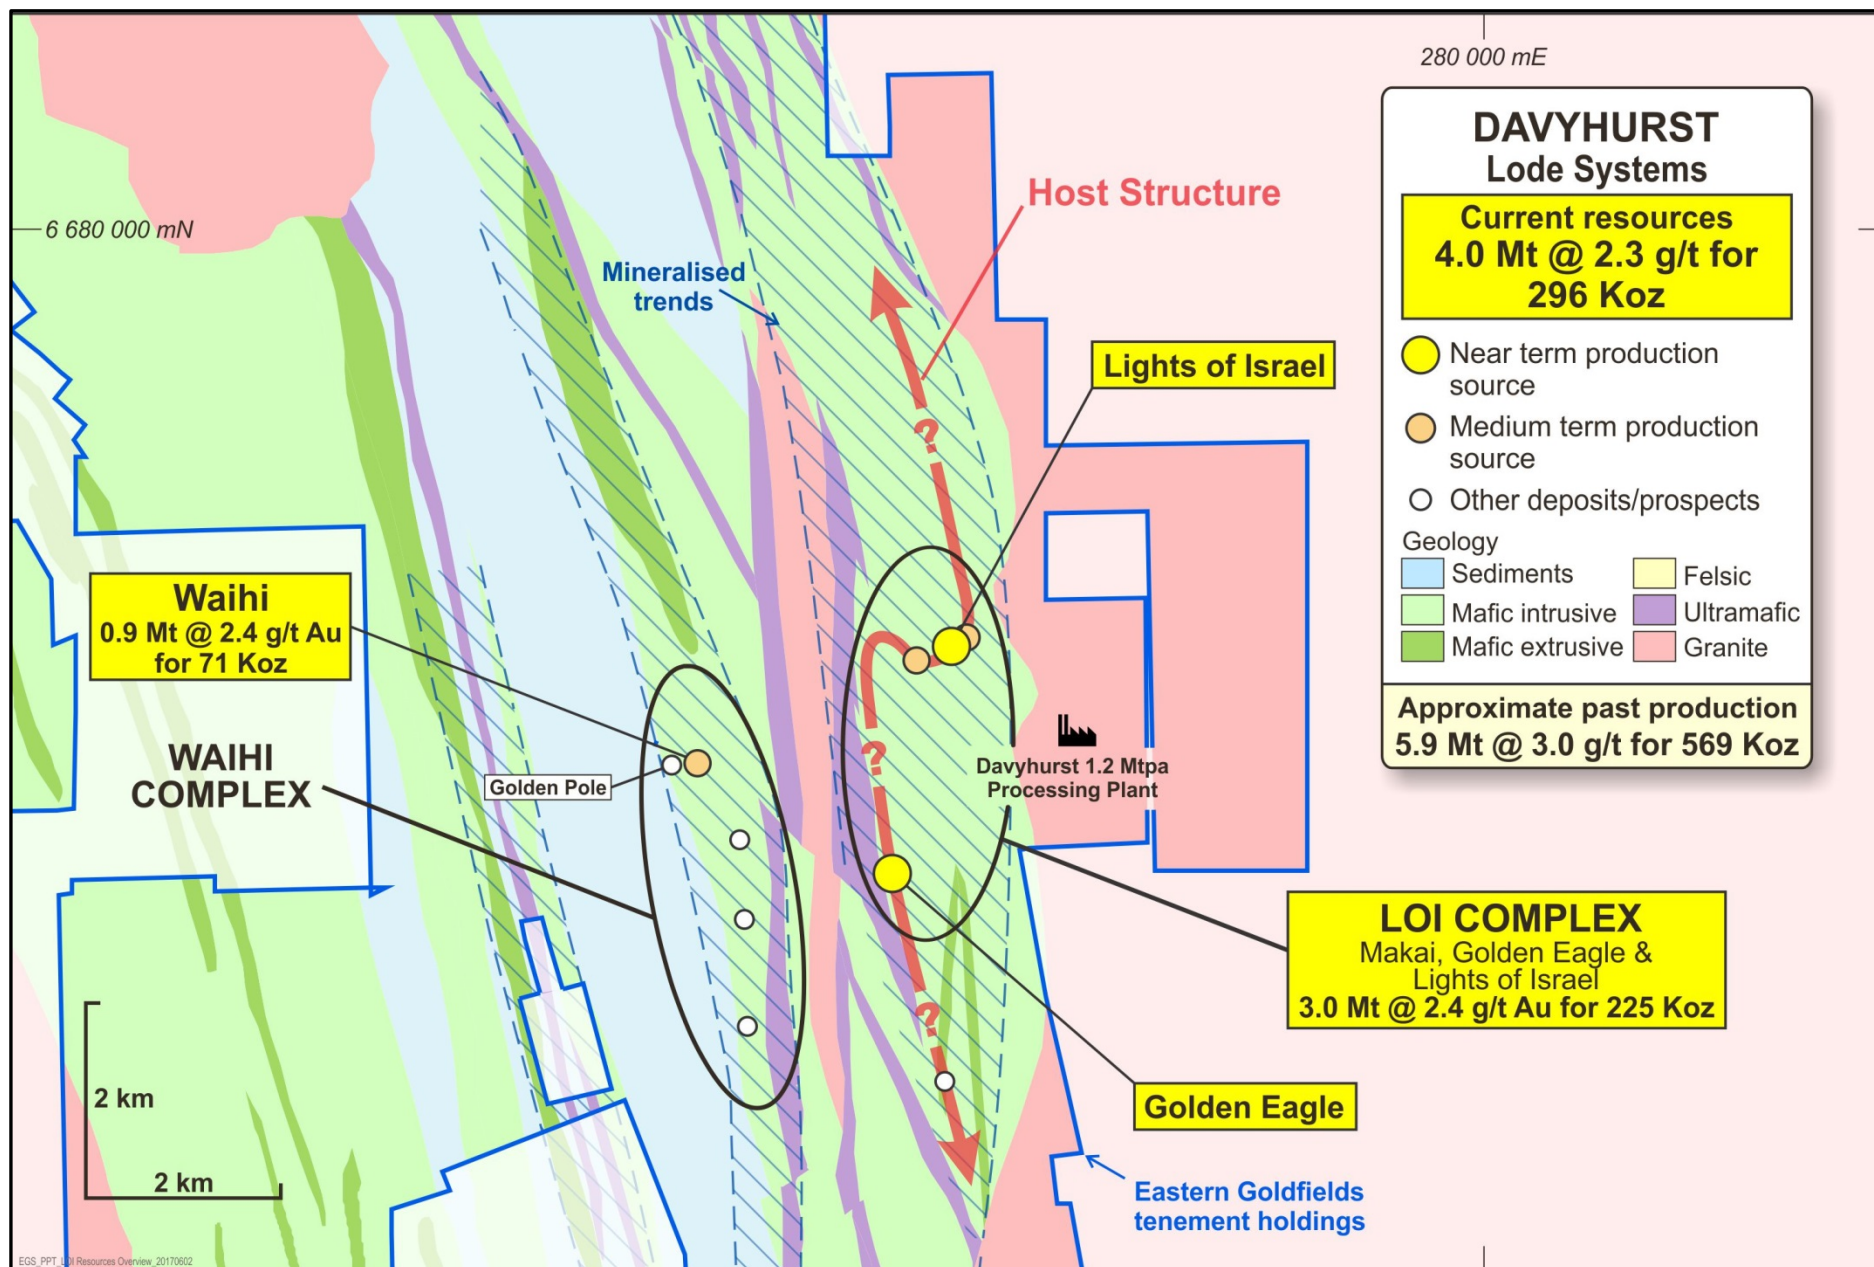 280 000 mE
6 680 000 mN
Host Structure
Mineralised
trends
Lights of Israel
?
Waihi
0.9 Mt @ 2.4 g/t Au
for 71 Koz
WAIHI
COMPLEX
Golden Pole
?
Davyhurst 1.2 Mtpa
Processing Plant
?
LOI COMPLEX
Makai, Golden Eagle &
Lights of Israel
3.0 Mt @ 2.4 g/t Au for 225 Koz
Golden Eagle
Eastern Goldfields
tenement holdings
2 km
2 km
EGS_PPT_LOI Resources Overview_20170602
DAVYHURST
Lode Systems
Current resources
4.0 Mt @ 2.3 g/t for
296 Koz
Near term production
source
Medium term production
source
Other deposits/prospects
Geology
Sediments
Felsic
Mafic intrusive
Ultramafic
Mafic extrusive
Granite
Approximate past production
5.9 Mt @ 3.0 g/t for 569 Koz